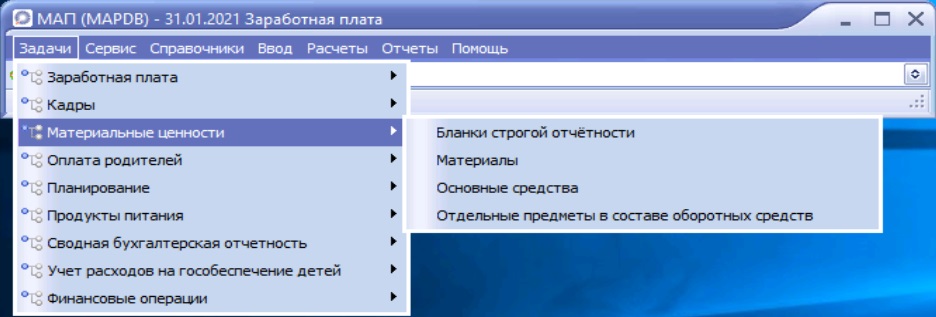 МАП (MAPDB) - 31.01.2021 Заработная плата
Задачи Сервис Справочники Ввод Расчеты Отчеты Помощь
Заработная плата
Кадры
Материальные ценности
Бланки строгой отчётности
Материалы
Основные средства
Отдельные предметы в составе оборотных средств
Оплата родителей
Планирование
Продукты питания
Сводная бухгалтерская отчетность
Учет расходов на гособеспечение детей
Финансовые операции